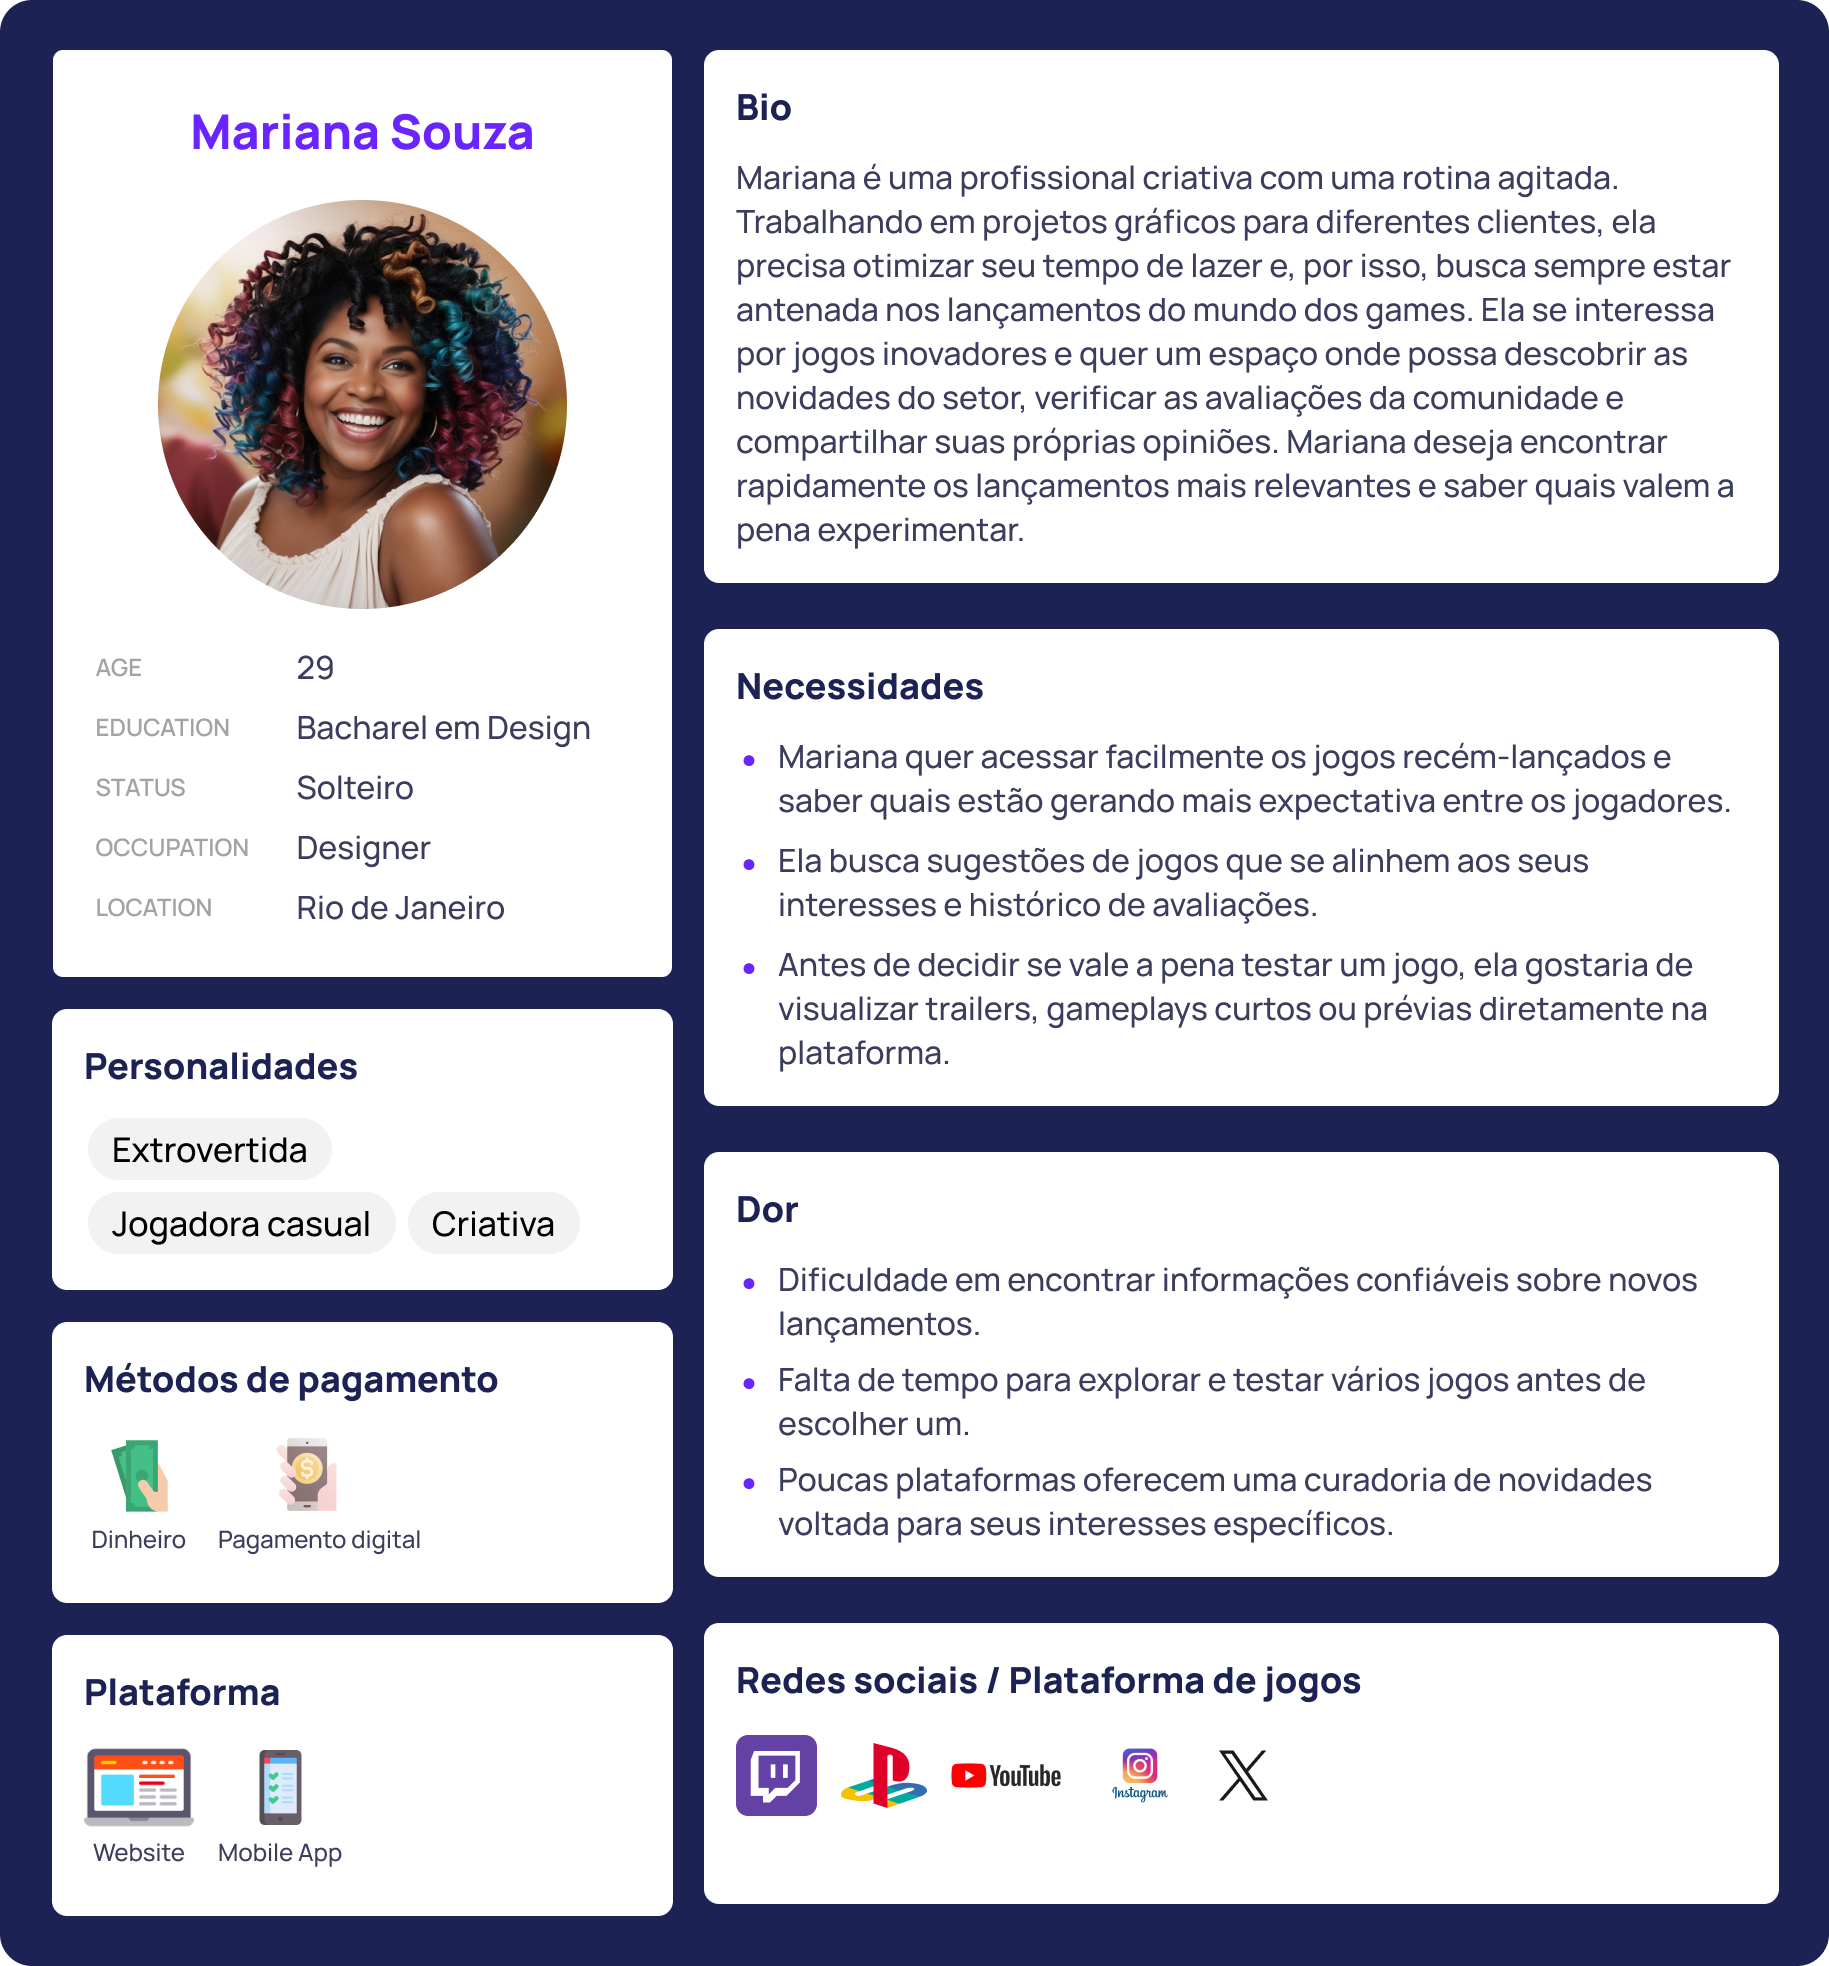 Mariana Souza
AGE 29
EDUCATION Bacharel em Design
STATUS Solteiro
OCCUPATION Designer
LOCATION Rio de Janeiro
Personalidades
Extrovertida
Jogadora casual Criativa
Métodos de pagamento
Dinheiro Pagamento digital
Plataforma
Website Mobile App
Bio
Mariana é uma profissional criativa com uma rotina agitada.
Trabalhando em projetos gráficos para diferentes clientes, ela
precisa otimizar seu tempo de lazer e, por isso, busca sempre estar
antenada nos lançamentos do mundo dos games. Ela se interessa
por jogos inovadores e quer um espaço onde possa descobrir as
novidades do setor, verificar as avaliações da comunidade e
compartilhar suas próprias opiniões. Mariana deseja encontrar
rapidamente os lançamentos mais relevantes e saber quais valem a
pena experimentar.
Necessidades
• Mariana quer acessar facilmente os jogos recém-lançados e
saber quais estão gerando mais expectativa entre os jogadores.
• Ela busca sugestões de jogos que se alinhem aos seus
interesses e histórico de avaliações.
• Antes de decidir se vale a pena testar um jogo, ela gostaria de
visualizar trailers, gameplays curtos ou prévias diretamente na
plataforma.
Dor
• Dificuldade em encontrar informações confiáveis sobre novos
lançamentos.
• Falta de tempo para explorar e testar vários jogos antes de
escolher um.
• Poucas plataformas oferecem uma curadoria de novidades
voltada para seus interesses específicos.
Redes sociais / Plataforma de jogos
YouTube Instagram X